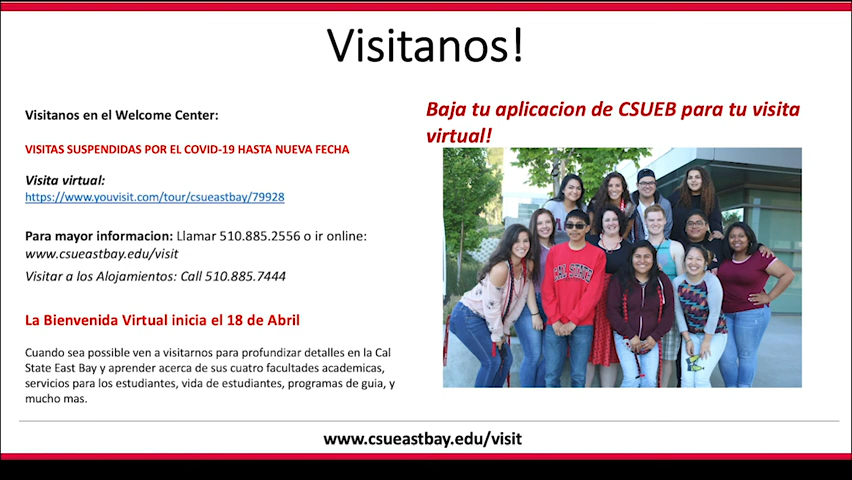 Visitanos!
Visitanos en el Welcome Center:
VISITAS SUSPENDIDAS POR EL COVID-19 HASTA NUEVA FECHA
Visita virtual:
https://www.youvisit.com/tour/csueastbay/79928
Para mayor informacion: Llamar 510.885.2556 o ir online:
www.csueastbay.edu/visit
Visitar a los Alojamientos: Call 510.885.7444
La Bienvenida Virtual inicia el 18 de Abril
Cuando sea possible ven a visitarnos para profundizar detalles en la Cal
State East Bay y aprender acerca de sus cuatro facultades academicas,
servicios para los estudiantes, vida de estudiantes, programas de guia, y
mucho mas.
Baja tu aplicacion de CSUEB para tu visita
virtual!
www.csueastbay.edu/visit